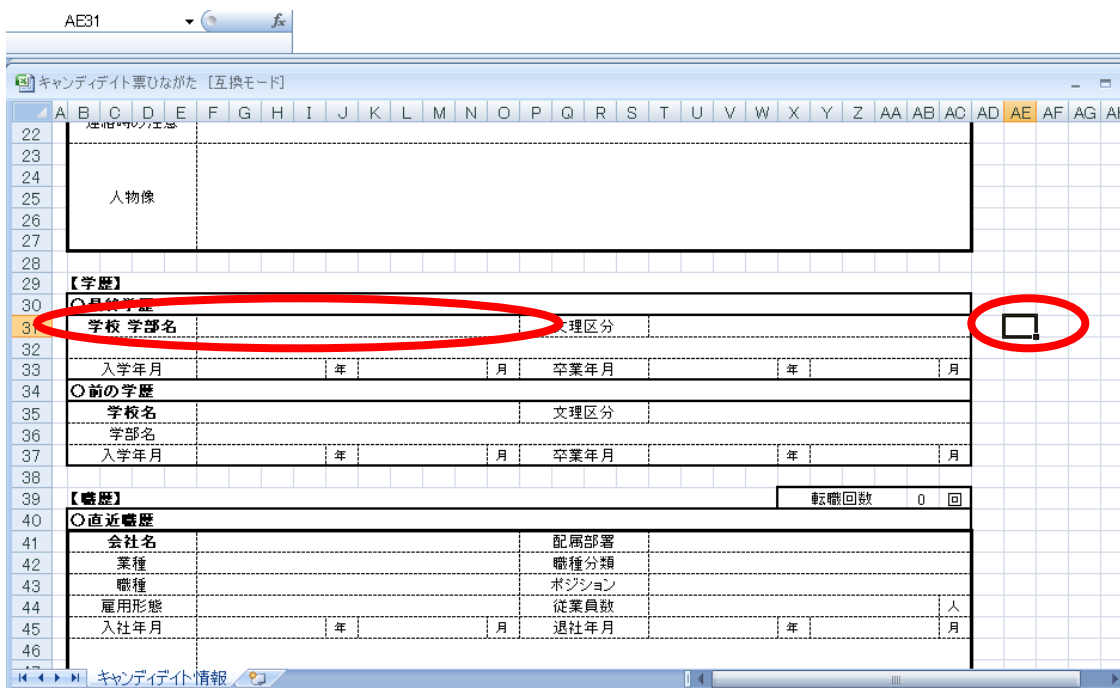 AE31 fx
キャンディデイト票ひながた [互換モード]
A B C D E F G H I J K L M N O P Q R S T U V W X Y Z AA AB AC AD AE AF AG
22 連絡時の注意
23
24
25 人物像
26
27
28
29 【学歴】
30 〇最終学歴
31 学校 学部名 文理区分
32
33 入学年月 年 月 卒業年月 年 月
34 〇前の学歴
35 学校名 文理区分
36 学部名
37 入学年月 年 月 卒業年月 年 月
38
39 【職歴】 転職回数 0 回
40 〇直近職歴
41 会社名 配属部署
42 業種 職種分類
43 職種 ポジション
44 雇用形態 従業員数 人
45 入社年月 年 月 退社年月 年 月
46
キャンディデイト情報